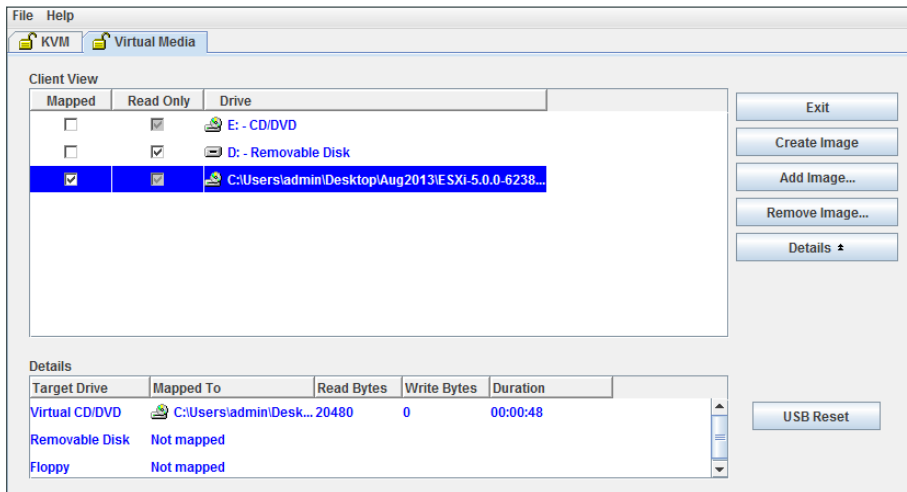 File Help
KVM Virtual Media
Client View
Mapped Read Only Drive
E: - CD/DVD
D: - Removable Disk
C:\Users\admin\Desktop\Aug2013\ESXi-5.0.0-6238...
Exit
Create Image
Add Image...
Remove Image...
Details
Details
Target Drive Mapped To Read Bytes Write Bytes Duration
Virtual CD/DVD C:\Users\admin\Desk... 20480 0 00:00:48
Removable Disk Not mapped
Floppy Not mapped
USB Reset